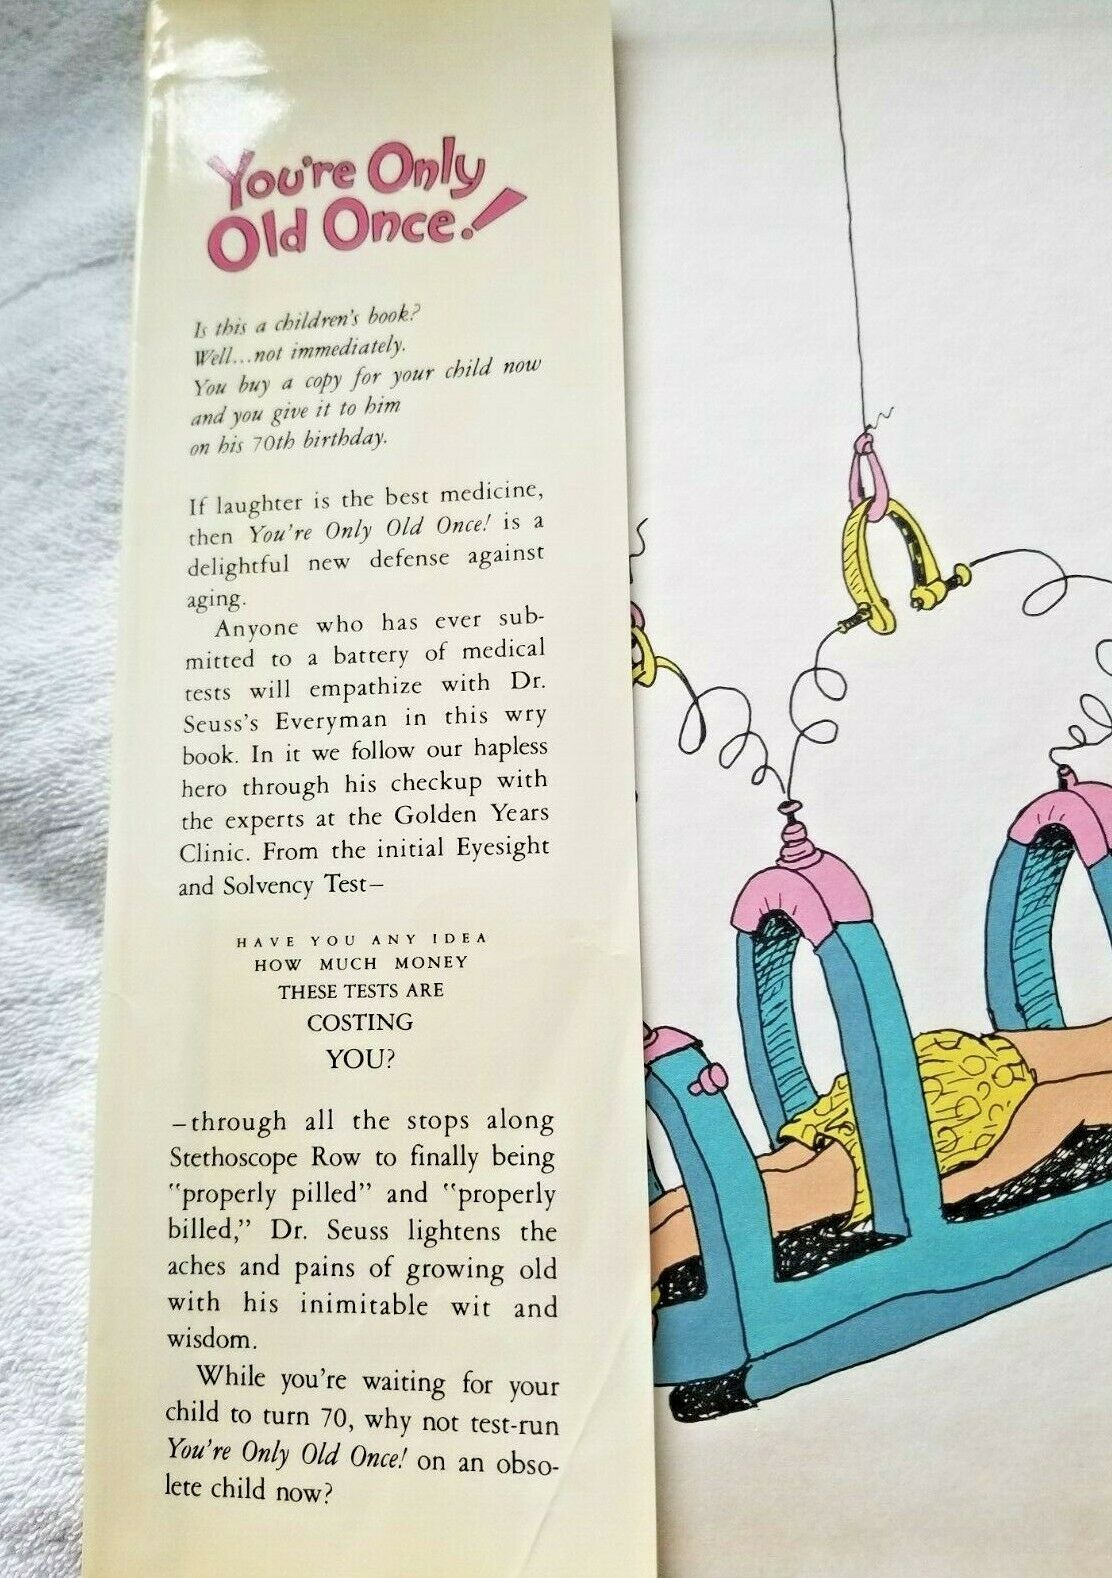 You're Only
Old Once!
Is this a children's book?
Well...not immediately.
You buy a copy for your child now
and you give it to him
on his 70th birthday.
If laughter is the best medicine,
then You're Only Old Once! is a
delightful new defense against
aging.
Anyone who has ever sub-
mitted to a battery of medical
tests will empathize with Dr.
Seuss's Everyman in this wry
book. In it we follow our hapless
hero through his checkup with
the experts at the Golden Years
Clinic. From the initial Eyesight
and Solvency Test–
HAVE YOU ANY IDEA
HOW MUCH MONEY
THESE TESTS ARE
COSTING
YOU?
–through all the stops along
Stethoscope Row to finally being
"properly pilled" and "properly
billed," Dr. Seuss lightens the
aches and pains of growing old
with his inimitable wit and
wisdom.
While you're waiting for your
child to turn 70, why not test-run
You're Only Old Once! on an obso-
lete child now?